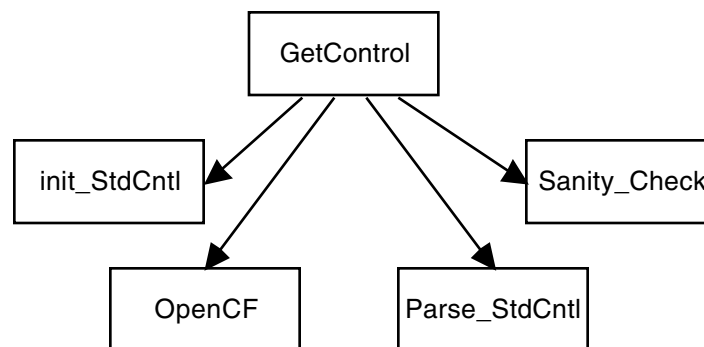 GetControl
init_StdCntl
Sanity_Check
OpenCF
Parse_StdCntl